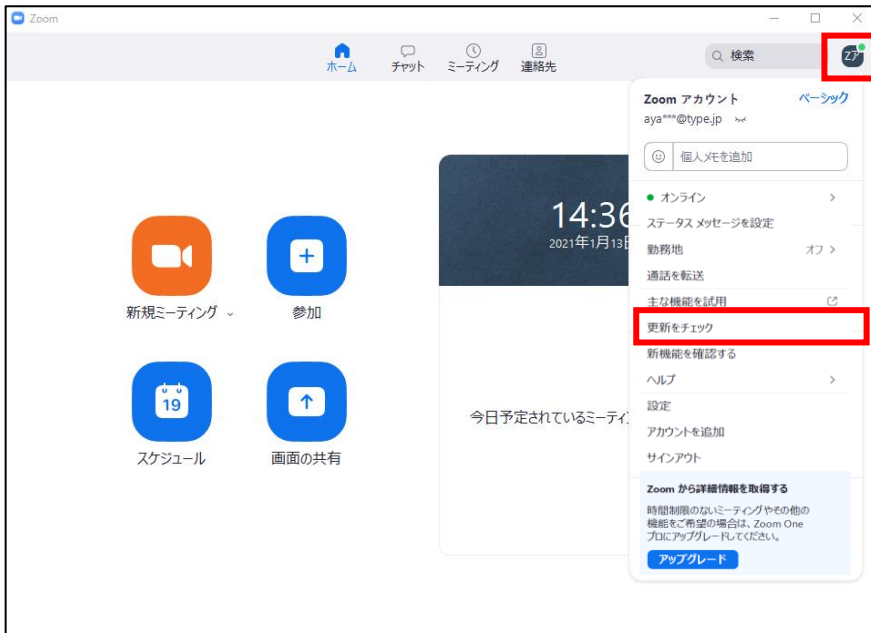 Zoom
ホーム
チャット
ミーティング
連絡先
検索
Zア
Zoom アカウント
ベーシック
aya***@type.jp
個人メモを追加
オンライン
ステータス メッセージを設定
勤務地
オフ
通話を転送
主な機能を試用
更新をチェック
新機能を確認する
ヘルプ
設定
アカウントを追加
サインアウト
Zoom から詳細情報を取得する
時間制限のないミーティングやその他の
機能をご希望の場合は、Zoom One
プロにアップグレードしてください。
アップグレード
14:36
2021年1月13日
新規ミーティング
参加
19
スケジュール
画面の共有
今日予定されているミーティ